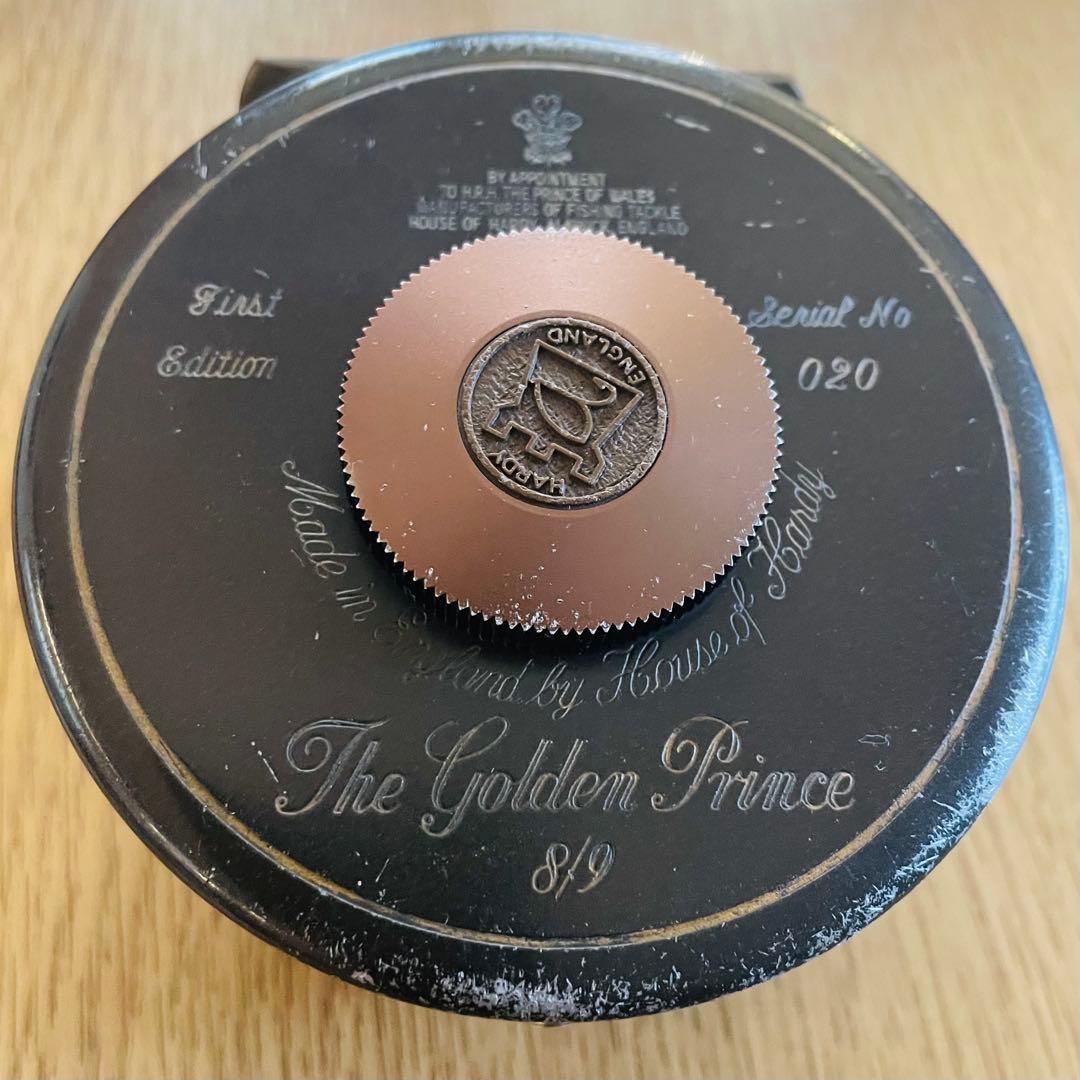 BY APPOINTMENT
TO H.R.H. THE PRINCE OF WALES
MANUFACTURERS OF FISHING TACKLE
HOUSE OF HARDY ENGLAND
First
Edition
Serial No
020
HARDY
ENGLAND
Made in England by House of Hardy
The Golden Prince
8/9